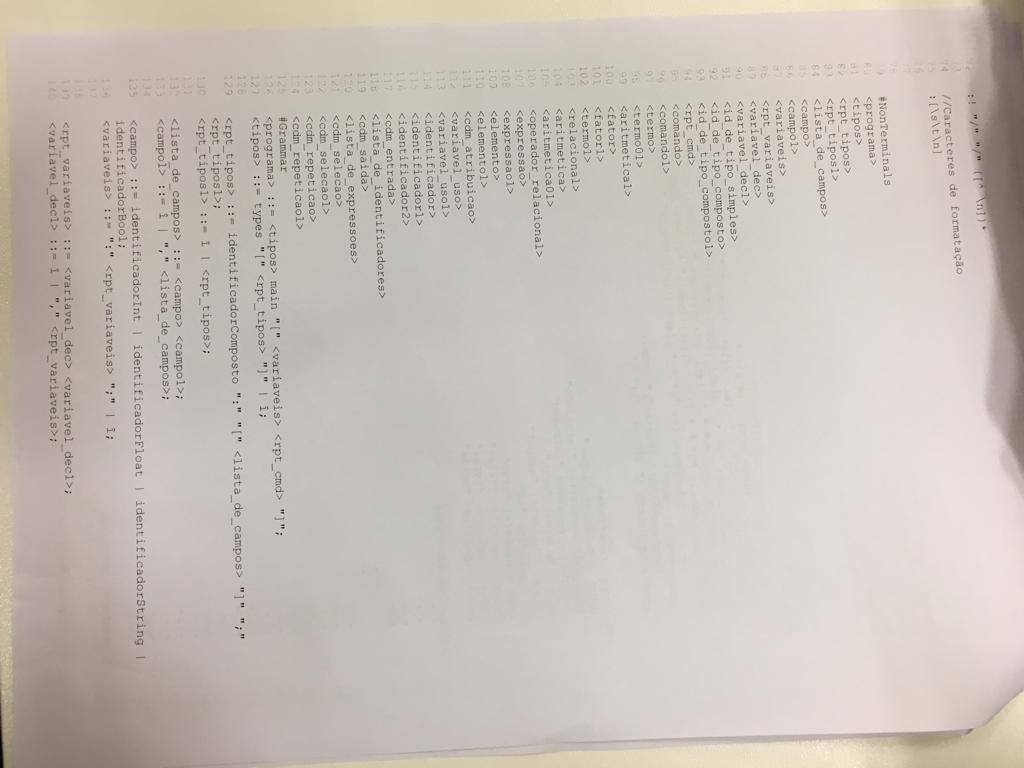 :! "/" "/" ([^ \n])*
//Caracteres de formatação
:[\s\t\n]
#NonTerminals
<programa>
<tipos>
<rpt_tipos>
<rpt_tipos1>
<lista_de_campos>
<campo>
<campo1>
<variaveis>
<rpt_variaveis>
<variavel_dec>
<variavel_dec1>
<id_de_tipo_simples>
<id_de_tipo_composto>
<id_de_tipo_composto1>
<rpt_cmd>
<comando>
<comando1>
<termo>
<termo01>
<aritmetica1>
<fator>
<fator1>
<termo1>
<relacional>
<aritmetica>
<aritmetica01>
<operador_relacional>
<expressao>
<expressao1>
<elemento>
<elemento1>
<cdm_atribuicao>
<variavel_uso>
<variavel_uso1>
<identificador>
<identificador1>
<identificador2>
<cdm_entrada>
<lista_de_identificadores>
<cdm_saida>
<lista_de_expressoes>
<cdm_selecao>
<cdm_selecao1>
<cdm_repeticao>
<cdm_repeticao1>
#Grammar
<programa> ::= <tipos> main "[" <variaveis> <rpt_cmd> "]";
<tipos> ::= types "[" <rpt_tipos> "]" | î;
<rpt_tipos> ::= identificadorComposto ":" "[" <lista_de_campos> "]" ";"
<rpt_tipos1>;
<rpt_tipos1> ::= î | <rpt_tipos>;
<lista_de_campos> ::= <campo> <campo1>;
<campo1> ::= î | "," <lista_de_campos>;
<campo> ::= identificadorInt | identificadorFloat | identificadorString |
identificadorBool;
<variaveis> ::= ":" <rpt_variaveis> ";" | î;
<rpt_variaveis> ::= <variavel_dec> <variavel_dec1>;
<variavel_dec1> ::= î | "," <rpt_variaveis>;